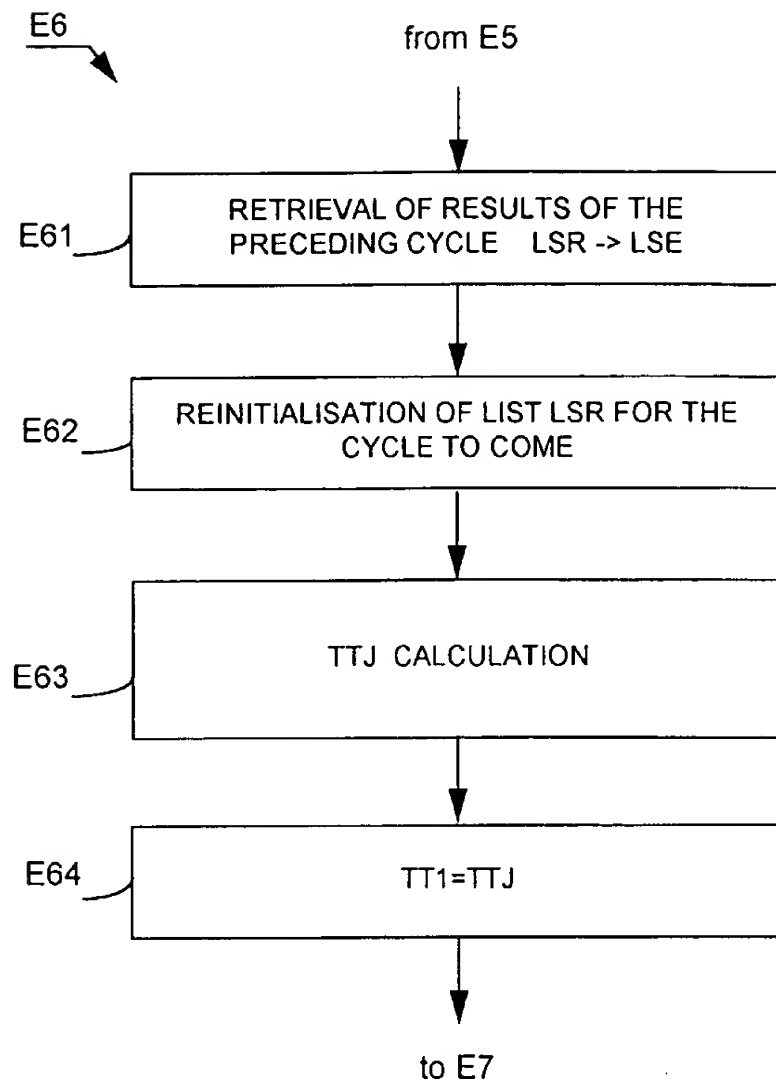 E6
from E5
E61
RETRIEVAL OF RESULTS OF THE
PRECEDING CYCLE LSR -> LSE
E62
REINITIALISATION OF LIST LSR FOR THE
CYCLE TO COME
E63
TTJ CALCULATION
E64
TT1=TTJ
to E7